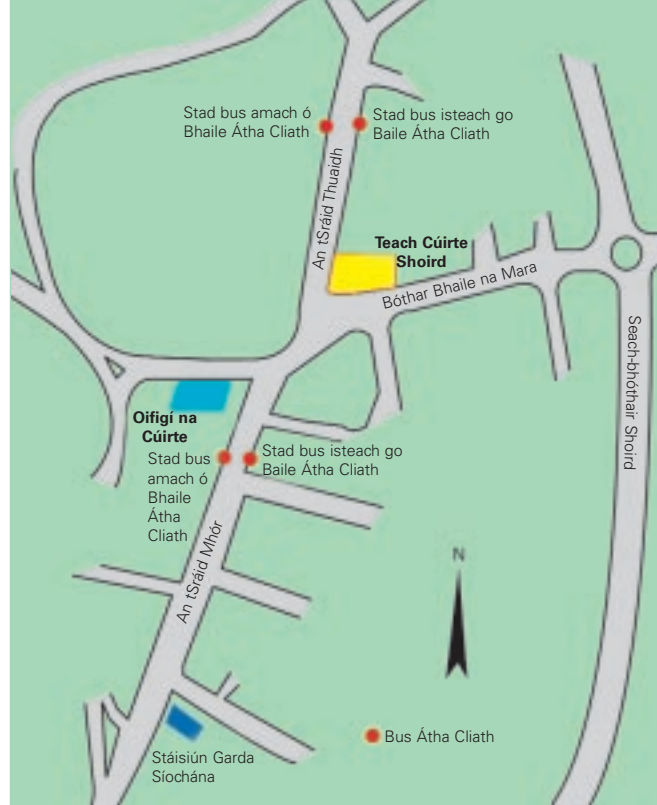 Stad bus amach ó
Bhaile Átha Cliath
Stad bus isteach go
Baile Átha Cliath
An tSráid Thuaidh
Teach Cúirte
Shoird
Bóthar Bhaile na Mara
Seach-bhóthair Shoird
Oifigí na
Cúirte
Stad bus
amach ó
Bhaile
Átha
Cliath
Stad bus isteach go
Baile Átha Cliath
An tSráid Mhór
N
Bus Átha Cliath
Stáisiún Garda
Síochána